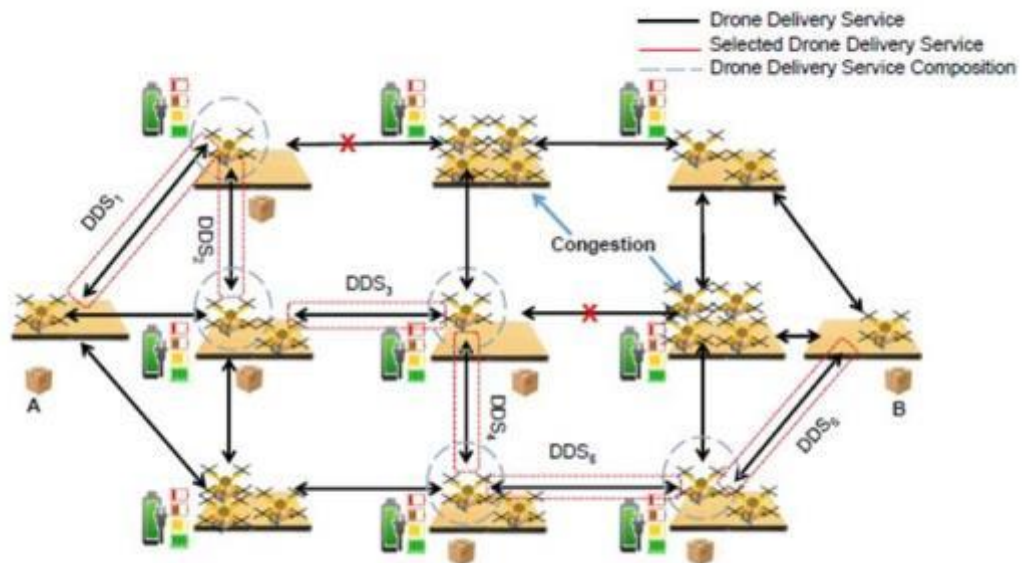 Drone Delivery Service
Selected Drone Delivery Service
Drone Delivery Service Composition
X
DDS1
DDS2
Congestion
DDS3
X
A
B
DDS4
DDS5
DDS6